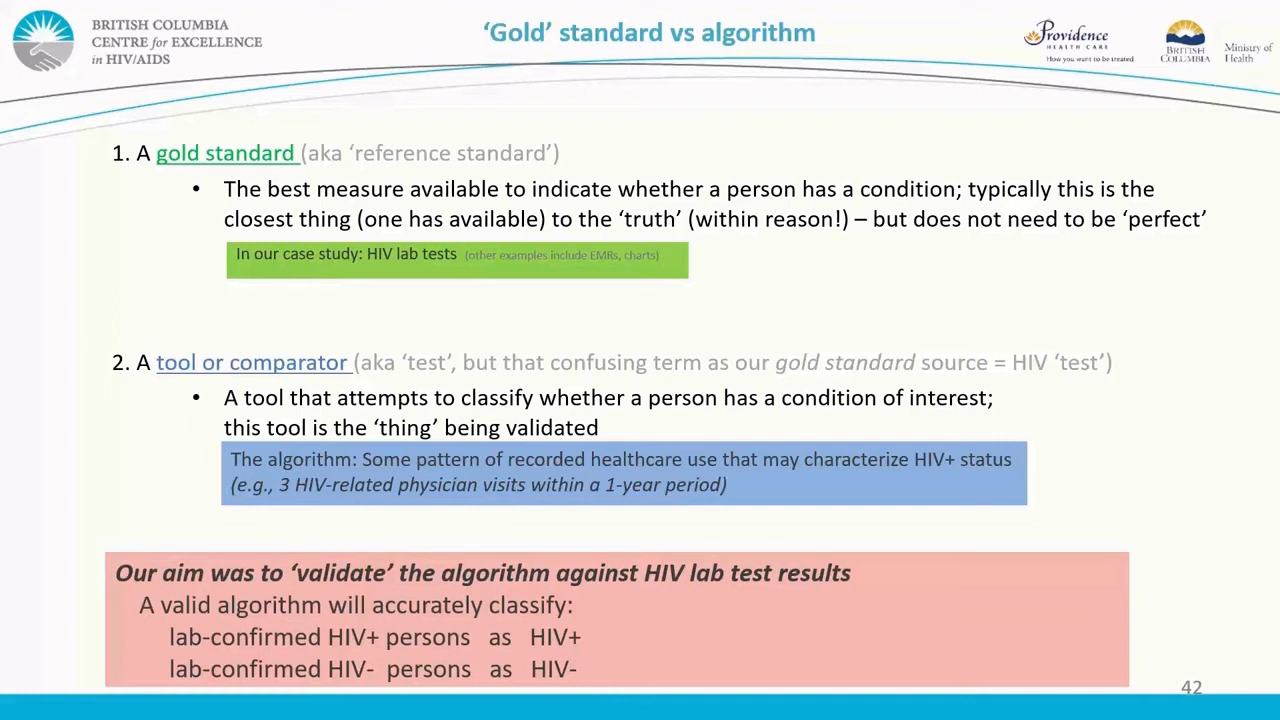 BRITISH COLUMBIA
CENTRE for EXCELLENCE
in HIV/AIDS
‘Gold’ standard vs algorithm
Providence
HEALTH CARE
How you want to be treated.
BRITISH
COLUMBIA
Ministry of
Health
1. A gold standard (aka ‘reference standard’)
• The best measure available to indicate whether a person has a condition; typically this is the
closest thing (one has available) to the ‘truth’ (within reason!) – but does not need to be ‘perfect’
In our case study: HIV lab tests (other examples include EMRs, charts)
2. A tool or comparator (aka ‘test’, but that confusing term as our gold standard source = HIV ‘test’)
• A tool that attempts to classify whether a person has a condition of interest;
this tool is the ‘thing’ being validated
The algorithm: Some pattern of recorded healthcare use that may characterize HIV+ status
(e.g., 3 HIV-related physician visits within a 1-year period)
Our aim was to ‘validate’ the algorithm against HIV lab test results
A valid algorithm will accurately classify:
lab-confirmed HIV+ persons as HIV+
lab-confirmed HIV- persons as HIV-
42